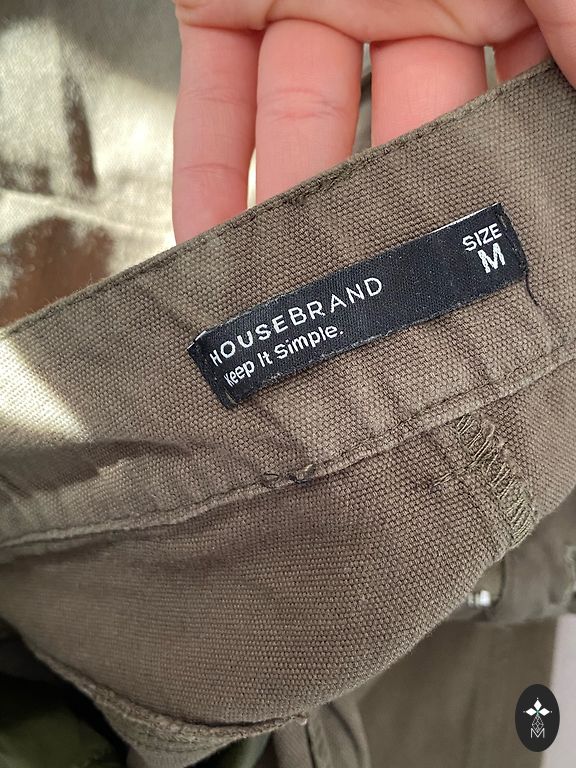 HOUSEBRAND
Keep It Simple.
SIZE
M